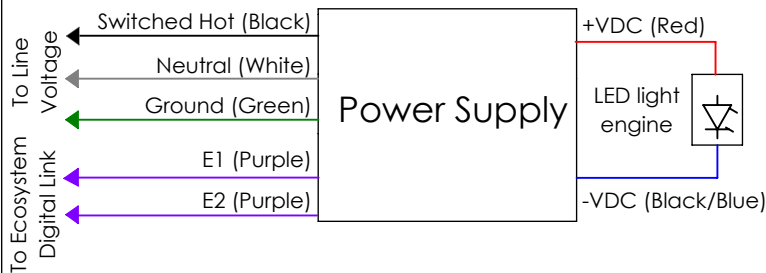 To Line
Voltage
Switched Hot (Black)
Neutral (White)
Ground (Green)
To Ecosystem
Digital Link
E1 (Purple)
E2 (Purple)
Power Supply
+VDC (Red)
LED light
engine
-VDC (Black/Blue)